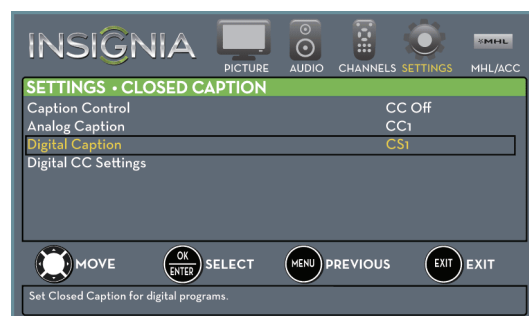 INSIGNIA
PICTURE AUDIO CHANNELS SETTINGS MHL/ACC
MHL
SETTINGS • CLOSED CAPTION
Caption Control CC Off
Analog Caption CC1
Digital Caption CS1
Digital CC Settings
MOVE OK ENTER SELECT MENU PREVIOUS EXIT EXIT
Set Closed Caption for digital programs.